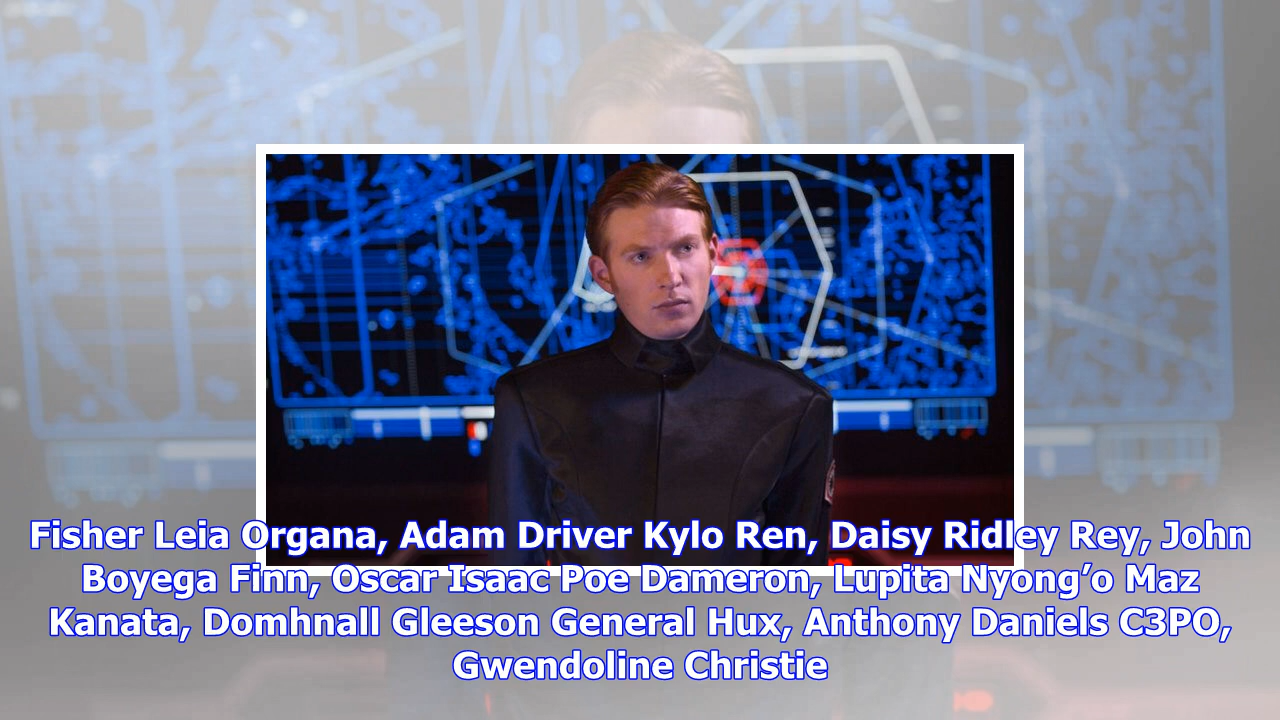 Fisher Leia Organa, Adam Driver Kylo Ren, Daisy Ridley Rey, John
Boyega Finn, Oscar Isaac Poe Dameron, Lupita Nyong’o Maz
Kanata, Domhnall Gleeson General Hux, Anthony Daniels C3PO,
Gwendoline Christie